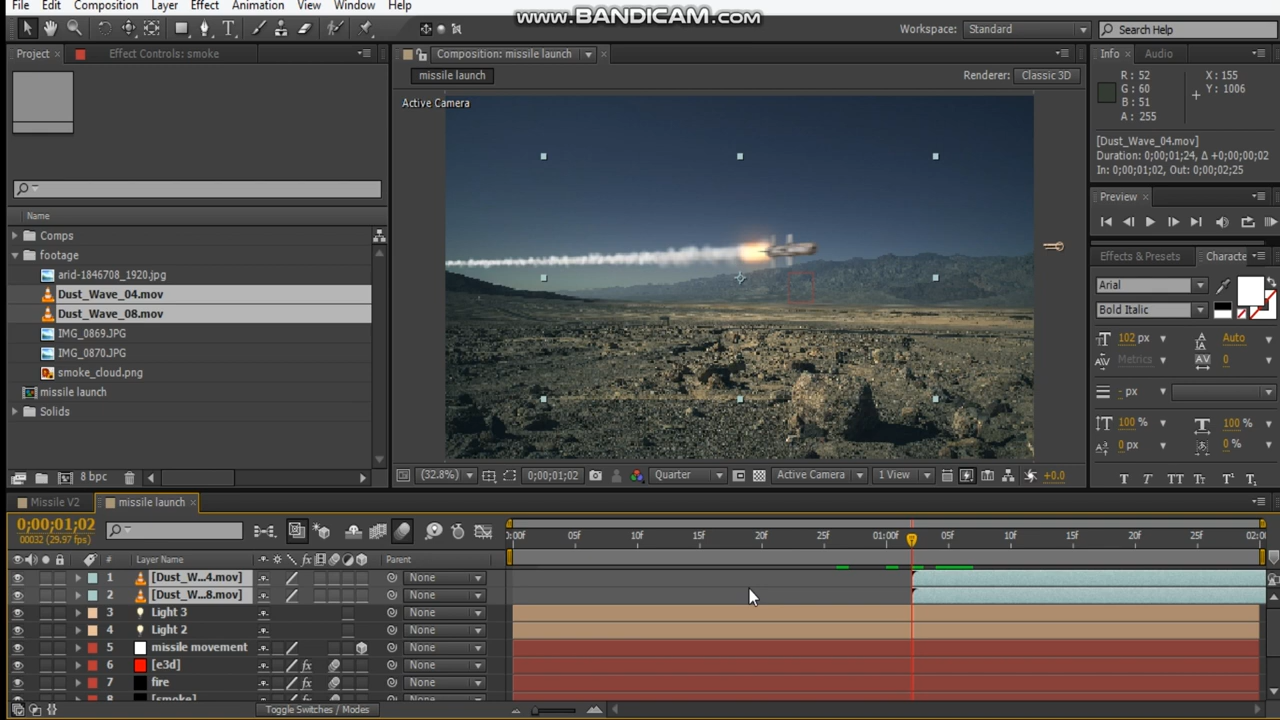 File Edit Composition Layer Effect Animation View Window Help
www.BANDICAM.com
Workspace: Standard
Search Help
Project
Effect Controls: smoke
Composition: missile launch
Info
Audio
missile launch
Renderer: Classic 3D
Active Camera
R: 52
G: 60
B: 51
A: 255
X: 155
Y: 1006
[Dust_Wave_04.mov]
Duration: 0;00;01;24, Δ +0;00;00;02
In: 0;00;01;02, Out: 0;00;02;25
Preview
Name
Comps
footage
arid-1846708_1920.jpg
Dust_Wave_04.mov
Dust_Wave_08.mov
IMG_0869.JPG
IMG_0870.JPG
smoke_cloud.png
missile launch
Solids
8 bpc
Effects & Presets
Characte
Arial
Bold Italic
102 px
Auto
Metrics
0
- px
100 %
100 %
0 px
0 %
T T TT Tr T¹ T₁
(32.8%)
0;00;01;02
Quarter
Active Camera
1 View
+0.0
Missile V2
missile launch
0;00;01;02
00032 (29.97 fps)
:00f 05f 10f 15f 20f 25f 01:00f 05f 10f 15f 20f 25f 02:0
# Layer Name Parent
1 [Dust_W...4.mov] None
2 [Dust_W...8.mov] None
3 Light 3 None
4 Light 2 None
5 missile movement None
6 [e3d] None
7 fire None
8 [smoke] None
Toggle Switches / Modes